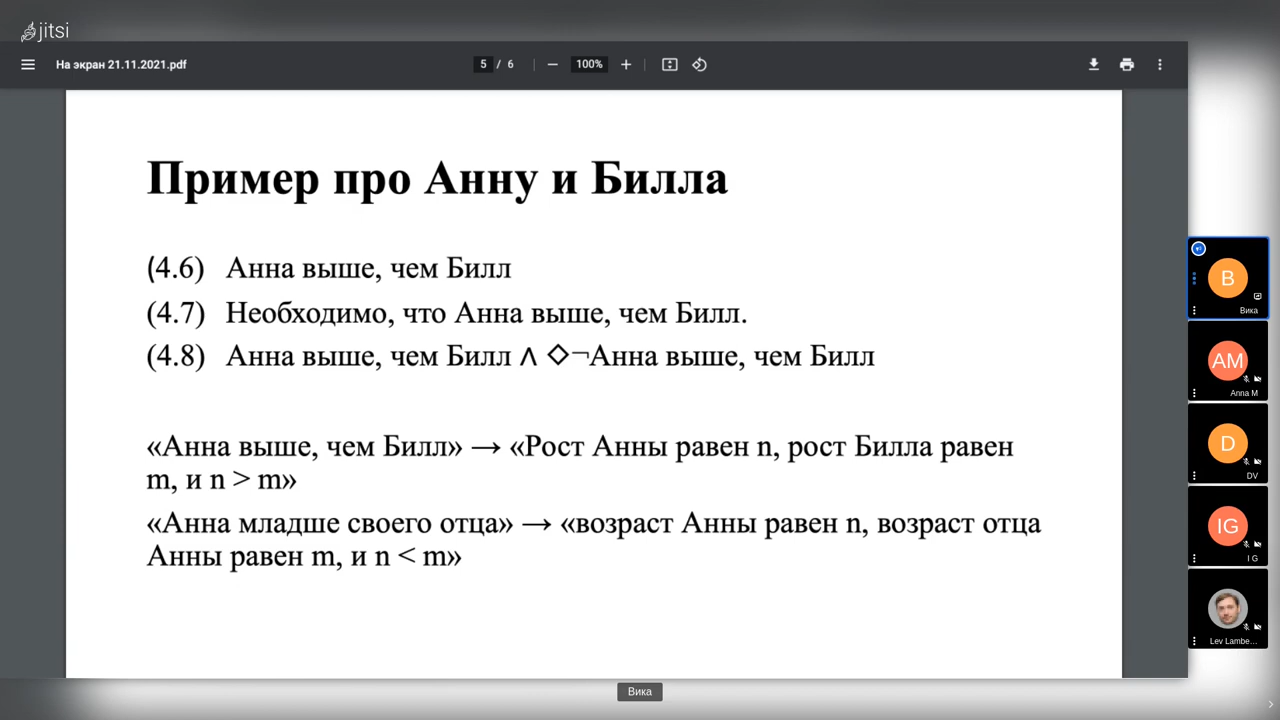 jitsi
На экран 21.11.2021.pdf
5 / 6
100%
Пример про Анну и Билла
(4.6) Анна выше, чем Билл
(4.7) Необходимо, что Анна выше, чем Билл.
(4.8) Анна выше, чем Билл ∧ ◇¬Анна выше, чем Билл
«Анна выше, чем Билл» → «Рост Анны равен n, рост Билла равен
m, и n > m»
«Анна младше своего отца» → «возраст Анны равен n, возраст отца
Анны равен m, и n < m»
В
Вика
AM
Anna M
D
DV
IG
I G
Lev Lambe...
Вика